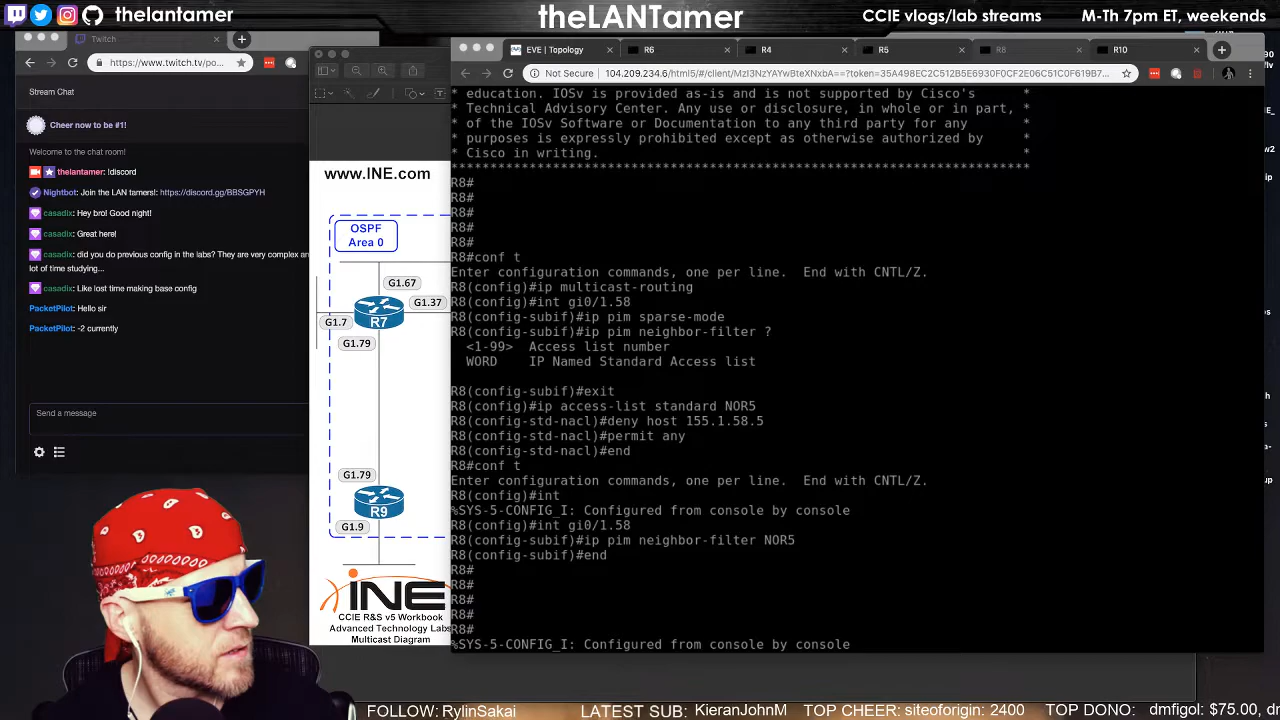 theLANtamer
theLANTamer
CCIE vlogs/lab streams
M-Th 7pm ET, weekends
Twitch
https://www.twitch.tv/po...
Stream Chat
Cheer now to be #1!
Welcome to the chat room!
thelantamer: !discord
Nightbot: Join the LAN tamers!: https://discord.gg/BBSGPYH
casadix: Hey bro! Good night!
casadix: Great here!
casadix: did you do previous config in the labs? They are very complex an
lot of time studying...
casadix: Like lost time making base config
PacketPilot: Hello sir
PacketPilot: -2 currently
Send a message
www.INE.com
OSPF
Area 0
G1.67
G1.37
R7
G1.7
G1.79
G1.79
R9
G1.9
INE
CCIE R&S v5 Workbook
Advanced Technology Labs
Multicast Diagram
EVE | Topology
R6
R4
R5
R8
R10
Not Secure
104.209.234.6/html5/#/client/MzI3NzYAYwBteXNxbA==?token=35A498EC2C512B5E6930F0CF2E06C51C0F619B7...
* education. IOSv is provided as-is and is not supported by Cisco's *
* Technical Advisory Center. Any use or disclosure, in whole or in part, *
* of the IOSv Software or Documentation to any third party for any *
* purposes is expressly prohibited except as otherwise authorized by *
* Cisco in writing. *
**************************************************************************
R8#
R8#
R8#
R8#
R8#
R8#conf t
Enter configuration commands, one per line. End with CNTL/Z.
R8(config)#ip multicast-routing
R8(config)#int gi0/1.58
R8(config-subif)#ip pim sparse-mode
R8(config-subif)#ip pim neighbor-filter ?
<1-99> Access list number
WORD IP Named Standard Access list
R8(config-subif)#exit
R8(config)#ip access-list standard NOR5
R8(config-std-nacl)#deny host 155.1.58.5
R8(config-std-nacl)#permit any
R8(config-std-nacl)#end
R8#conf t
Enter configuration commands, one per line. End with CNTL/Z.
R8(config)#int
%SYS-5-CONFIG_I: Configured from console by console
R8(config)#int gi0/1.58
R8(config-subif)#ip pim neighbor-filter NOR5
R8(config-subif)#end
R8#
R8#
R8#
R8#
R8#
%SYS-5-CONFIG_I: Configured from console by console
FOLLOW: RylinSakai
LATEST SUB: KieranJohnM
TOP CHEER: siteoforigin: 2400
TOP DONO: dmfigol: $75.00, dm